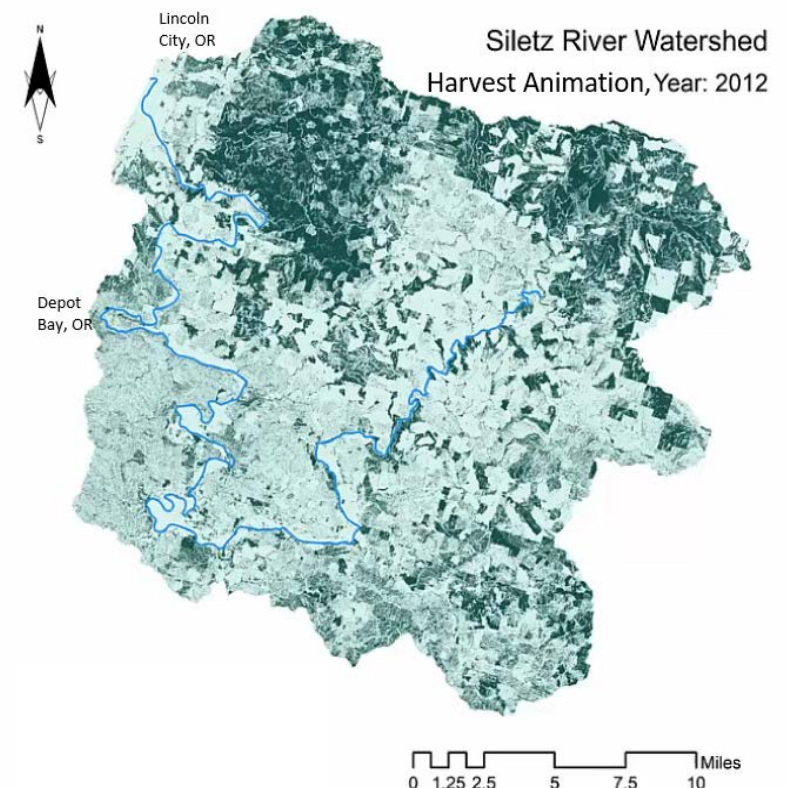 Lincoln
City, OR
Siletz River Watershed
Harvest Animation, Year: 2012
N
S
Depot
Bay, OR
Miles
0 1.25 2.5 5 7.5 10